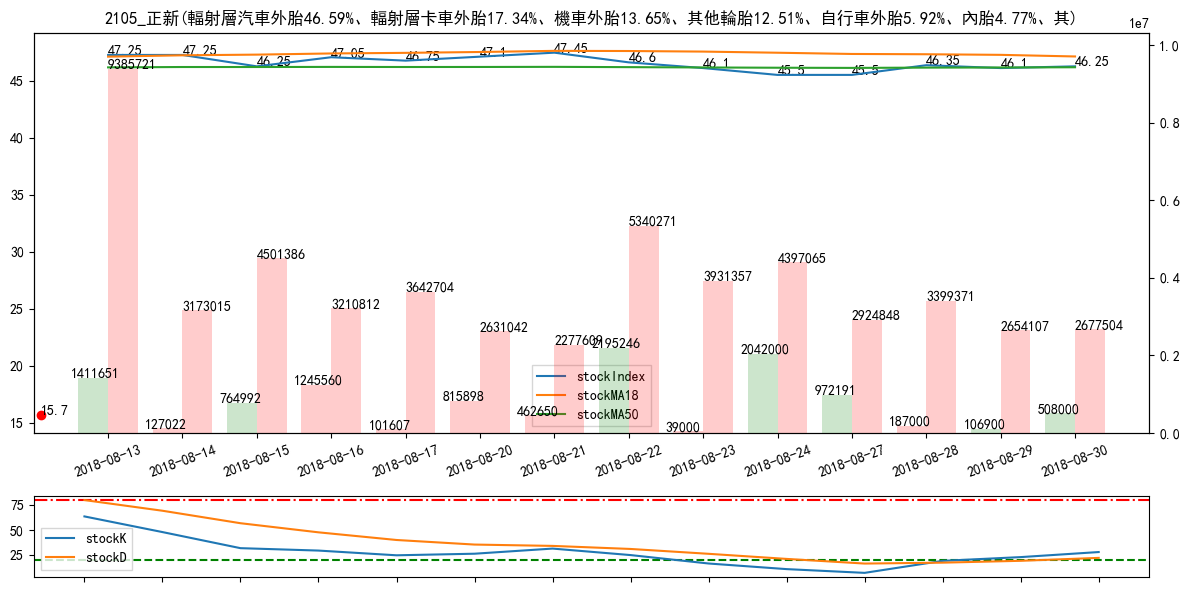 2105_正新(輻射層汽車外胎46.59%、輻射層卡車外胎17.34%、機車外胎13.65%、其他輪胎12.51%、自行車外胎5.92%、內胎4.77%、其)
1e7
47.25 47.25 46.25 47.05 46.75 47.1 47.45 46.6 46.1 45.5 45.5 46.35 46.1 46.25
9385721 3173015 4501386 3210812 3642704 2631042 2277609 5340271 3931357 4397065 2924848 3399371 2654107 2677504
1411651 127022 764992 1245560 101607 815898 462650 2195246 39000 2042000 972191 187000 106900 508000
15.7
45
40
35
30
25
20
15
1.0
0.8
0.6
0.4
0.2
0.0
stockIndex
stockMA18
stockMA50
2018-08-13 2018-08-14 2018-08-15 2018-08-16 2018-08-17 2018-08-20 2018-08-21 2018-08-22 2018-08-23 2018-08-24 2018-08-27 2018-08-28 2018-08-29 2018-08-30
75
50
25
stockK
stockD